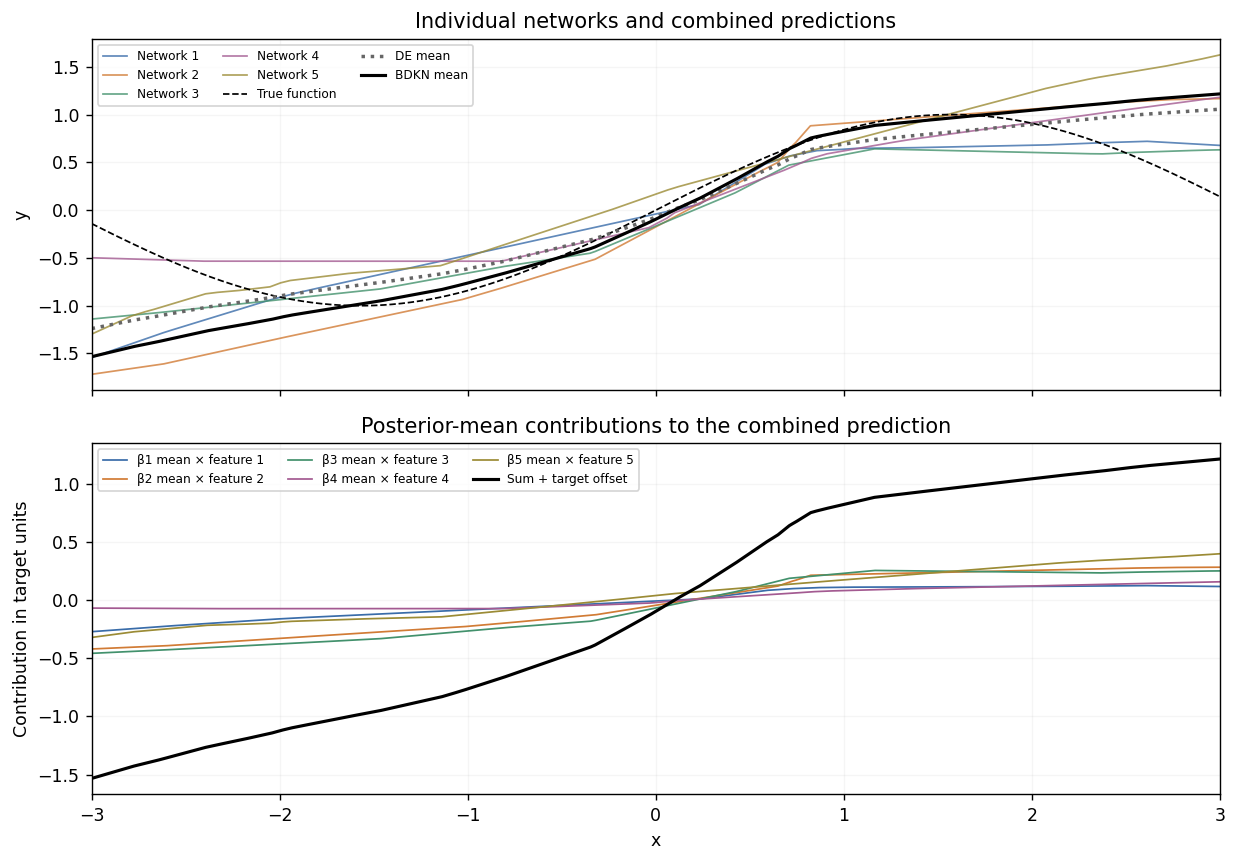 Individual networks and combined predictions
Network 1
Network 2
Network 3
Network 4
Network 5
True function
DE mean
BDKN mean
y
1.5
1.0
0.5
0.0
−0.5
−1.0
−1.5
Posterior-mean contributions to the combined prediction
β1 mean × feature 1
β2 mean × feature 2
β3 mean × feature 3
β4 mean × feature 4
β5 mean × feature 5
Sum + target offset
Contribution in target units
1.0
0.5
0.0
−0.5
−1.0
−1.5
−3 −2 −1 0 1 2 3
x